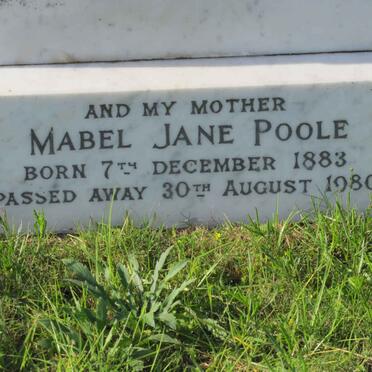 AND MY MOTHER
MABEL JANE POOLE
BORN 7TH DECEMBER 1883
PASSED AWAY 30TH AUGUST 1980